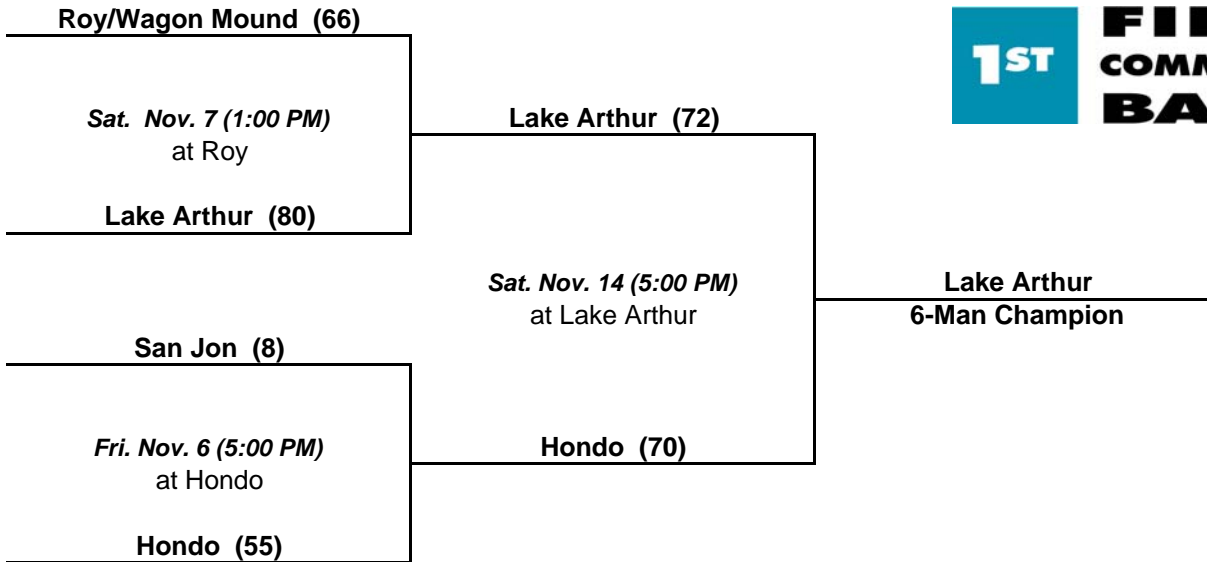 Roy/Wagon Mound (66)
Sat. Nov. 7 (1:00 PM)
at Roy
Lake Arthur (80)
San Jon (8)
Fri. Nov. 6 (5:00 PM)
at Hondo
Hondo (55)
Lake Arthur (72)
Sat. Nov. 14 (5:00 PM)
at Lake Arthur
Hondo (70)
Lake Arthur
6-Man Champion
1ST